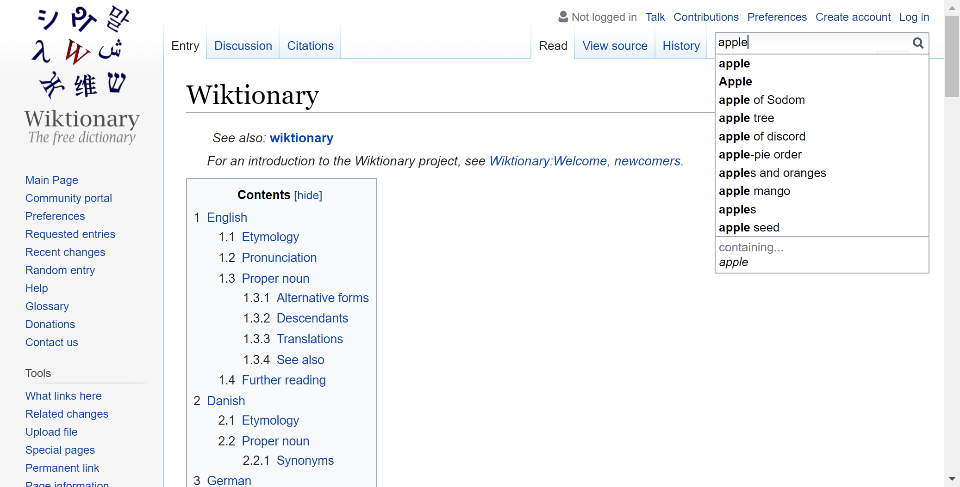 Not logged in Talk Contributions Preferences Create account Log in
Entry Discussion Citations Read View source History
apple
apple
Apple
apple of Sodom
apple tree
apple of discord
apple-pie order
apples and oranges
apple mango
apples
apple seed
containing...
apple
Wiktionary
The free dictionary
Main Page
Community portal
Preferences
Requested entries
Recent changes
Random entry
Help
Glossary
Donations
Contact us
Tools
What links here
Related changes
Upload file
Special pages
Permanent link
Page information
Wiktionary
See also: wiktionary
For an introduction to the Wiktionary project, see Wiktionary:Welcome, newcomers.
Contents [hide]
1 English
1.1 Etymology
1.2 Pronunciation
1.3 Proper noun
1.3.1 Alternative forms
1.3.2 Descendants
1.3.3 Translations
1.3.4 See also
1.4 Further reading
2 Danish
2.1 Etymology
2.2 Proper noun
2.2.1 Synonyms
3 German